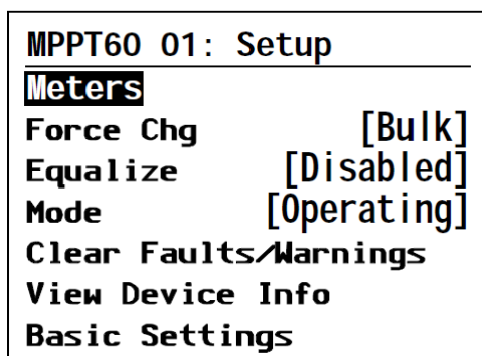 MPPT60 01: Setup
Meters
Force Chg [Bulk]
Equalize [Disabled]
Mode [Operating]
Clear Faults/Warnings
View Device Info
Basic Settings